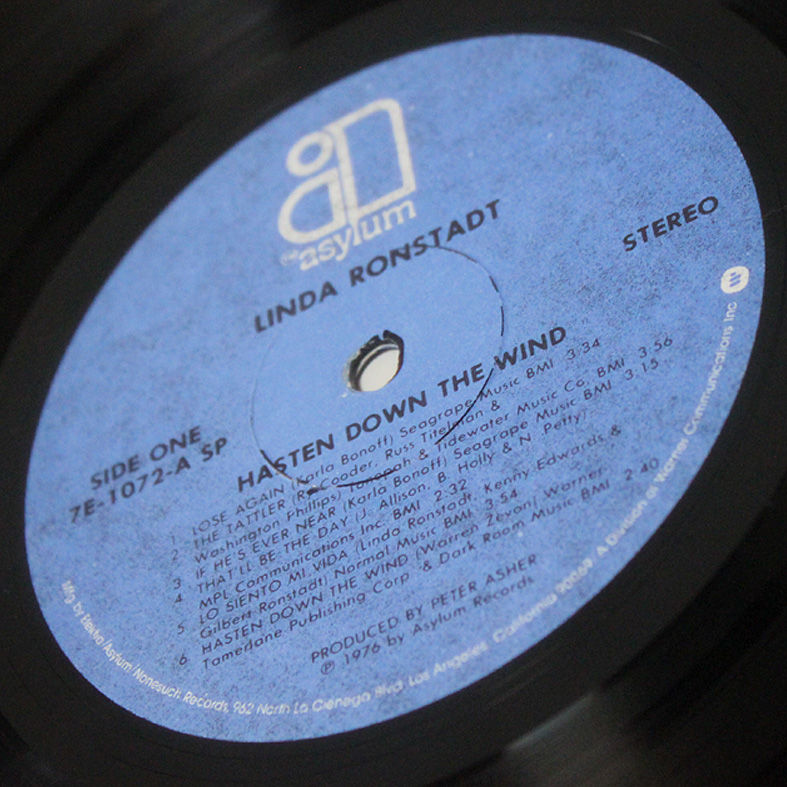 asylum
LINDA RONSTADT
STEREO
HASTEN DOWN THE WIND
SIDE ONE
7E-1072-A SP
1. LOSE AGAIN (Karla Bonoff) Seagrape Music BMI 3:34
2 THE TATTLER (Ry Cooder, Russ Titelman &
Washington Phillips) Tonopah & Tidewater Music Co. BMI 3:56
3 IF HE'S EVER NEAR (Karla Bonoff) Seagrape Music BMI 3:15
4 THAT'LL BE THE DAY (J. Allison, B. Holly & N. Petty)
MPL Communications Inc. BMI 2:32
5 LO SIENTO MI VIDA (Linda Ronstadt, Kenny Edwards &
Gilbert Ronstadt) Normal Music BMI 3:54
6 HASTEN DOWN THE WIND (Warren Zevon) Warner-
Tamerlane Publishing Corp. & Dark Room Music BMI 2:40
PRODUCED BY PETER ASHER
℗ 1976 by Asylum Records
Mfg by Elektra/Asylum/Nonesuch Records, 962 North La Cienega Blvd, Los Angeles, California 90069. A Division of Warner Communications Inc